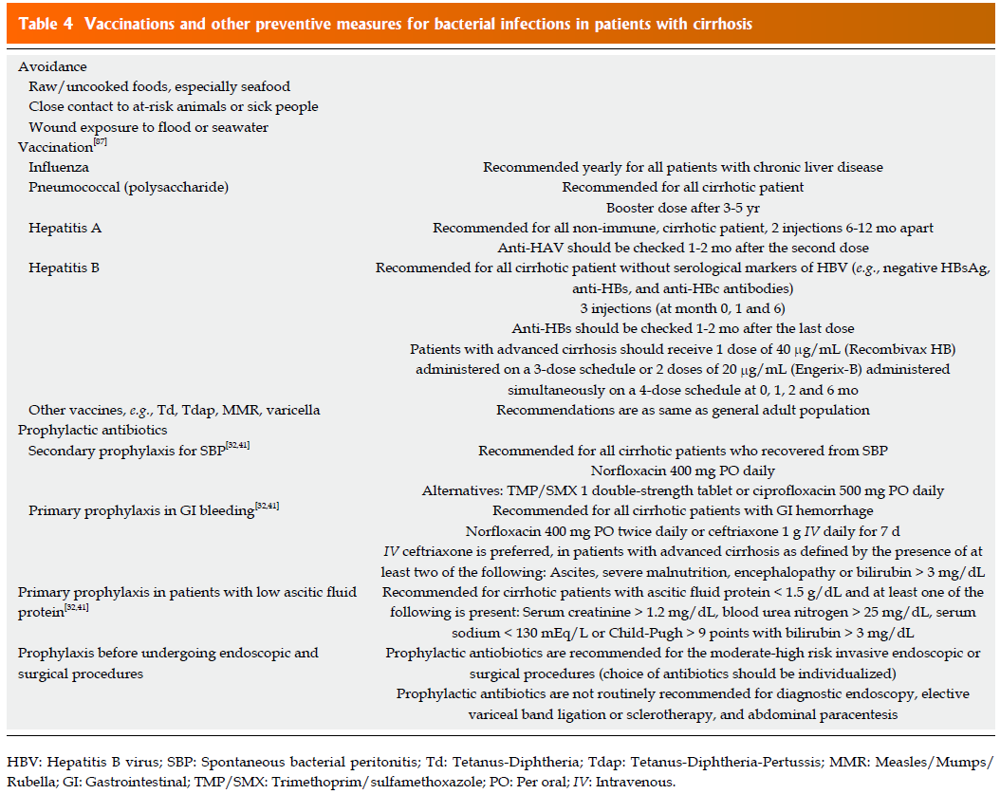 Table 4 Vaccinations and other preventive measures for bacterial infections in patients with cirrhosis
Avoidance
Raw/uncooked foods, especially seafood
Close contact to at-risk animals or sick people
Wound exposure to flood or seawater
Vaccination[87]
Influenza Recommended yearly for all patients with chronic liver disease
Pneumococcal (polysaccharide) Recommended for all cirrhotic patient
Booster dose after 3-5 yr
Hepatitis A Recommended for all non-immune, cirrhotic patient, 2 injections 6-12 mo apart
Anti-HAV should be checked 1-2 mo after the second dose
Hepatitis B Recommended for all cirrhotic patient without serological markers of HBV (e.g., negative HBsAg,
anti-HBs, and anti-HBc antibodies)
3 injections (at month 0, 1 and 6)
Anti-HBs should be checked 1-2 mo after the last dose
Patients with advanced cirrhosis should receive 1 dose of 40 μg/mL (Recombivax HB)
administered on a 3-dose schedule or 2 doses of 20 μg/mL (Engerix-B) administered
simultaneously on a 4-dose schedule at 0, 1, 2 and 6 mo
Other vaccines, e.g., Td, Tdap, MMR, varicella Recommendations are as same as general adult population
Prophylactic antibiotics
Secondary prophylaxis for SBP[32,41] Recommended for all cirrhotic patients who recovered from SBP
Norfloxacin 400 mg PO daily
Alternatives: TMP/SMX 1 double-strength tablet or ciprofloxacin 500 mg PO daily
Primary prophylaxis in GI bleeding[32,41] Recommended for all cirrhotic patients with GI hemorrhage
Norfloxacin 400 mg PO twice daily or ceftriaxone 1 g IV daily for 7 d
IV ceftriaxone is preferred, in patients with advanced cirrhosis as defined by the presence of at
least two of the following: Ascites, severe malnutrition, encephalopathy or bilirubin > 3 mg/dL
Primary prophylaxis in patients with low ascitic fluid Recommended for cirrhotic patients with ascitic fluid protein < 1.5 g/dL and at least one of the
protein[32,41] following is present: Serum creatinine > 1.2 mg/dL, blood urea nitrogen > 25 mg/dL, serum
sodium < 130 mEq/L or Child-Pugh > 9 points with bilirubin > 3 mg/dL
Prophylaxis before undergoing endoscopic and Prophylactic antiobiotics are recommended for the moderate-high risk invasive endoscopic or
surgical procedures surgical procedures (choice of antibiotics should be individualized)
Prophylactic antibiotics are not routinely recommended for diagnostic endoscopy, elective
variceal band ligation or sclerotherapy, and abdominal paracentesis
HBV: Hepatitis B virus; SBP: Spontaneous bacterial peritonitis; Td: Tetanus-Diphtheria; Tdap: Tetanus-Diphtheria-Pertussis; MMR: Measles/Mumps/
Rubella; GI: Gastrointestinal; TMP/SMX: Trimethoprim/sulfamethoxazole; PO: Per oral; IV: Intravenous.